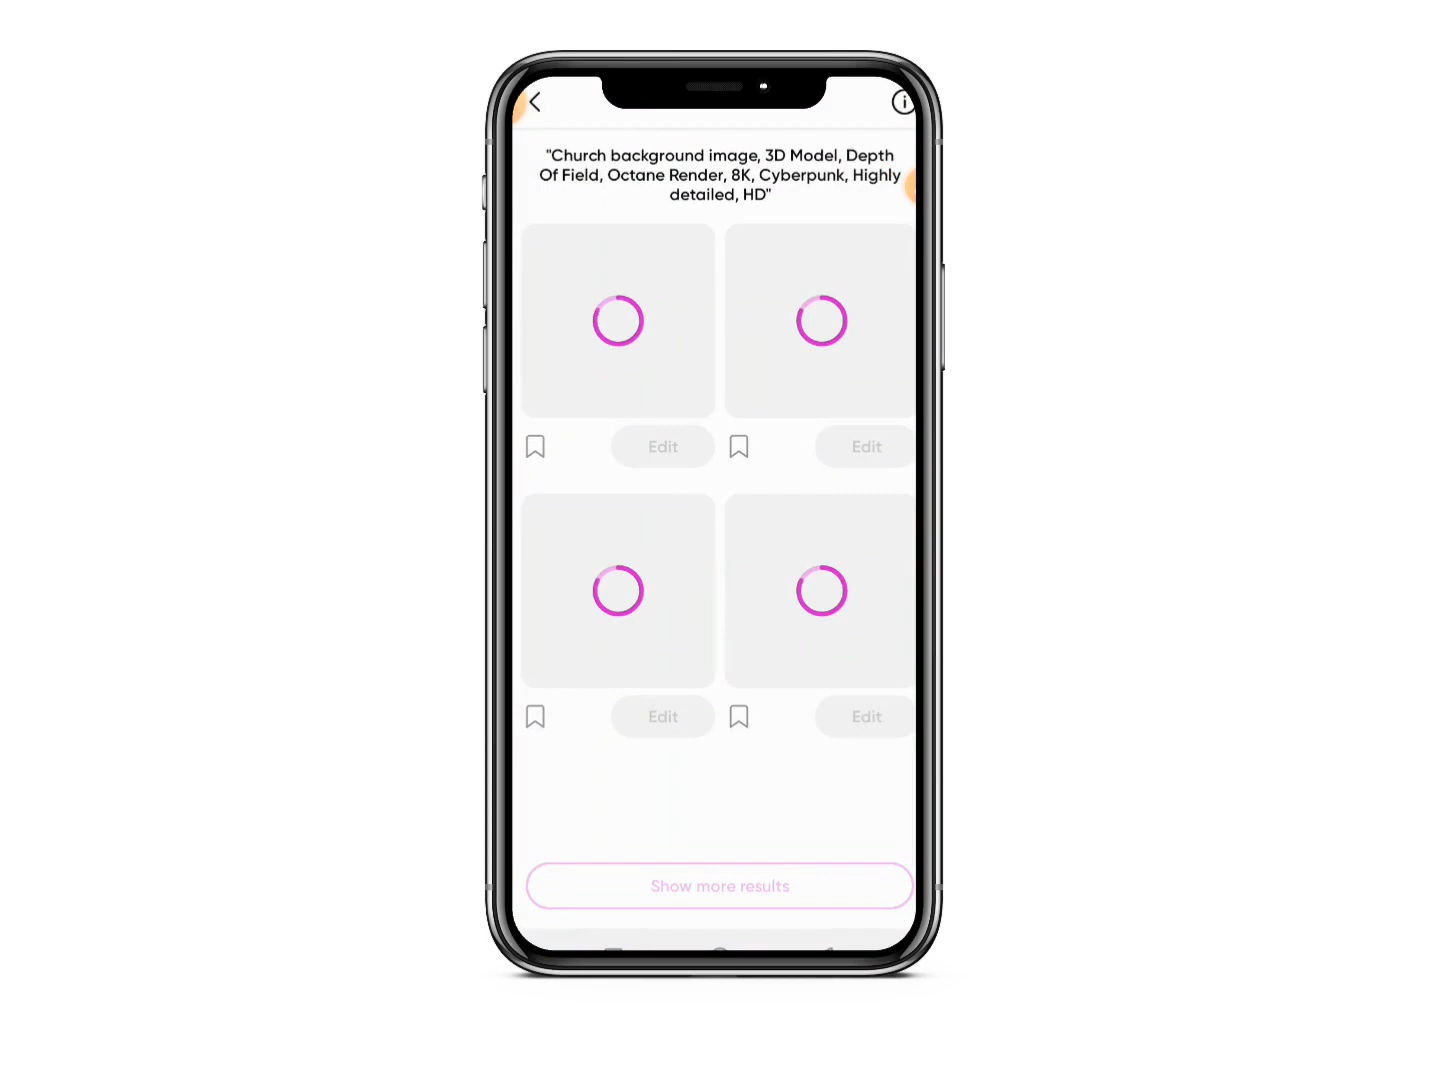 "Church background image, 3D Model, Depth
Of Field, Octane Render, 8K, Cyberpunk, Highly
detailed, HD"
Edit
Edit
Edit
Edit
Show more results